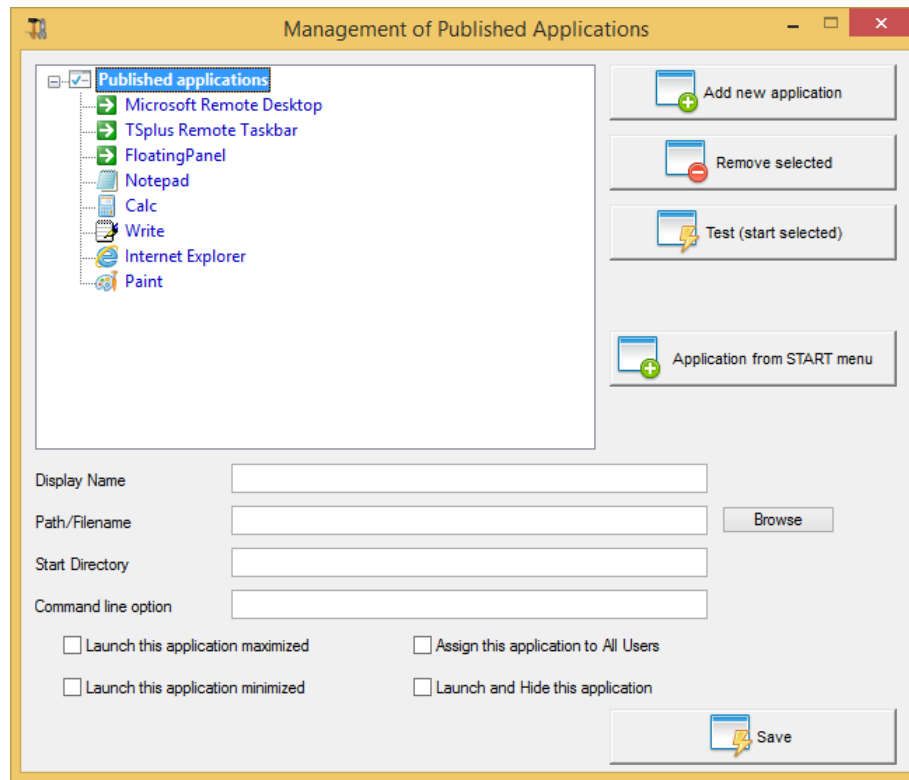 Management of Published Applications
Published applications
Microsoft Remote Desktop
TSplus Remote Taskbar
FloatingPanel
Notepad
Calc
Write
Internet Explorer
Paint
Add new application
Remove selected
Test (start selected)
Application from START menu
Display Name
Path/Filename
Browse
Start Directory
Command line option
Launch this application maximized
Assign this application to All Users
Launch this application minimized
Launch and Hide this application
Save